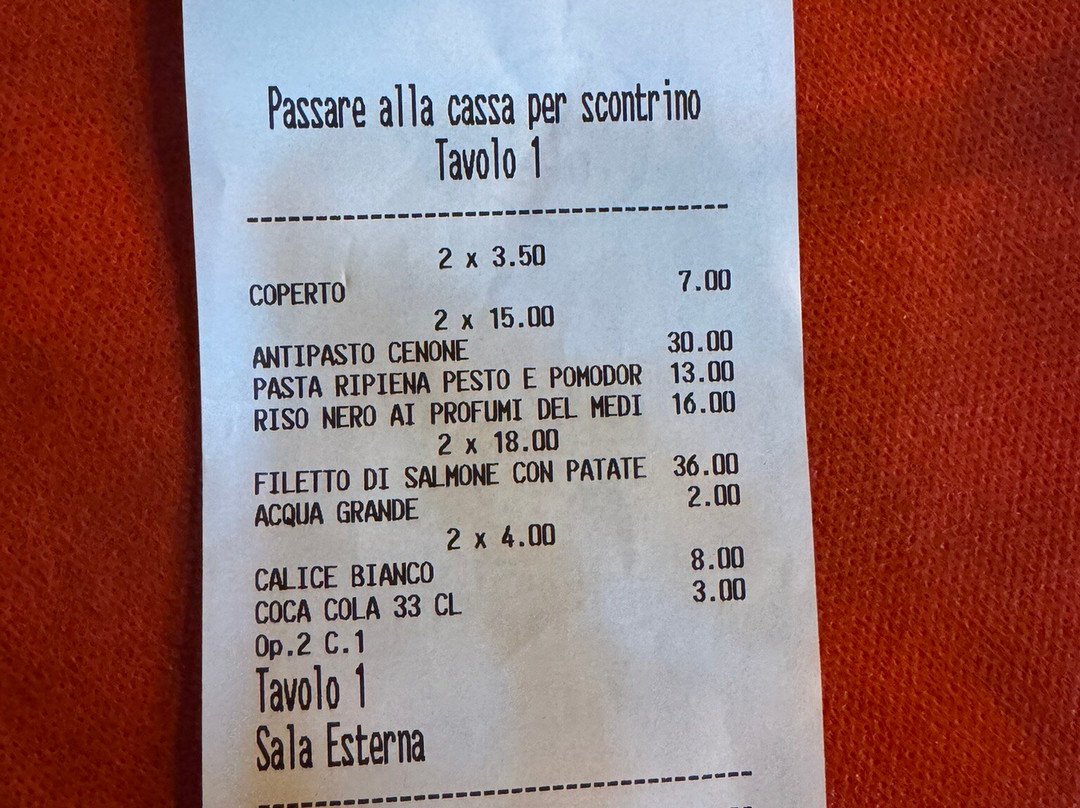 Passare alla cassa per scontrino
Tavolo 1
2 x 3.50
COPERTO 7.00
2 x 15.00
ANTIPASTO CENONE 30.00
PASTA RIPIENA PESTO E POMODOR 13.00
RISO NERO AI PROFUMI DEL MEDI 16.00
2 x 18.00
FILETTO DI SALMONE CON PATATE 36.00
ACQUA GRANDE 2.00
2 x 4.00
CALICE BIANCO 8.00
COCA COLA 33 CL 3.00
Op.2 C.1
Tavolo 1
Sala Esterna